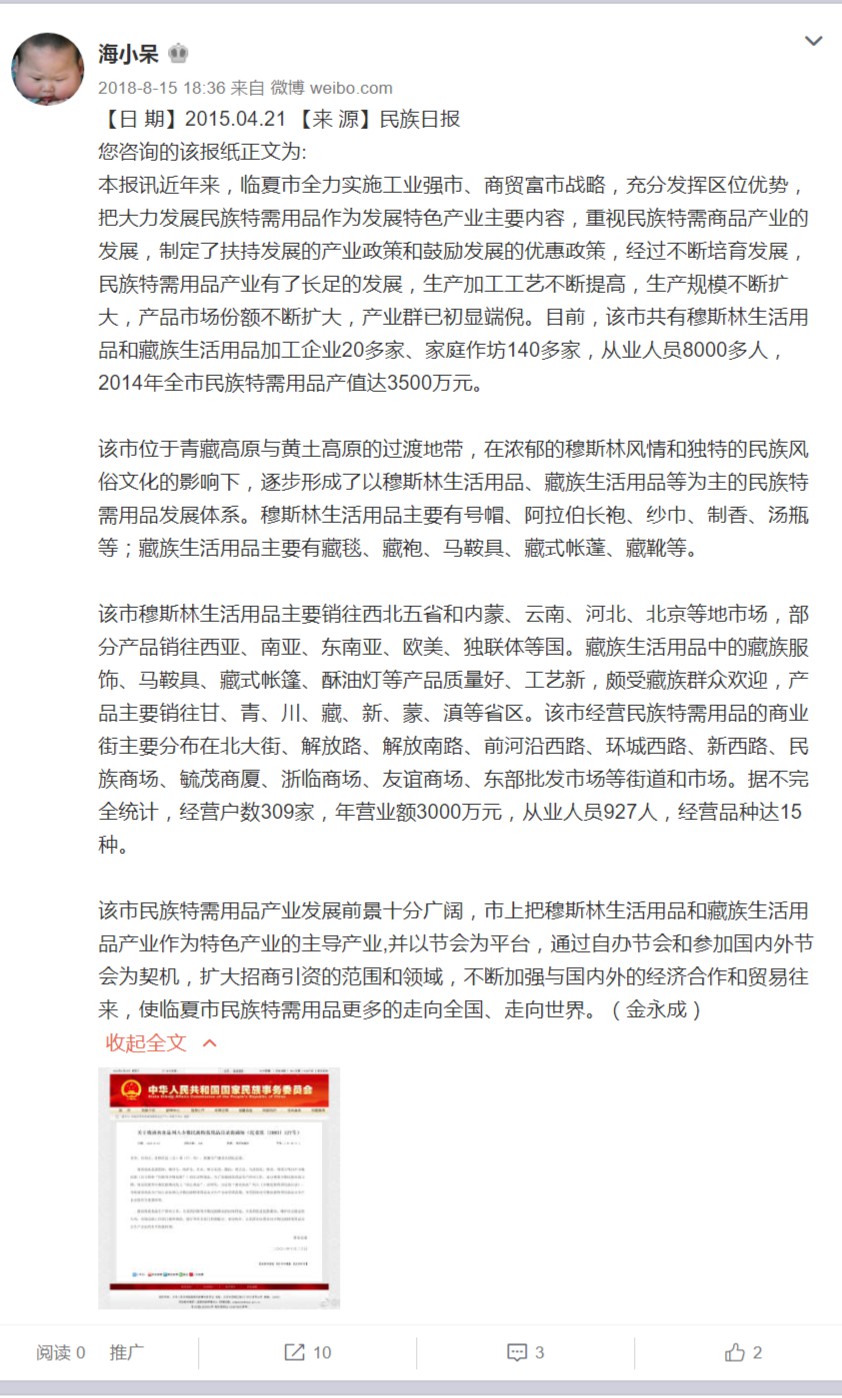 海小呆
2018-8-15 18:36 来自 微博 weibo.com
【日 期】2015.04.21 【来 源】民族日报
您咨询的该报纸正文为:
本报讯近年来，临夏市全力实施工业强市、商贸富市战略，充分发挥区位优势，
把大力发展民族特需用品作为发展特色产业主要内容，重视民族特需商品产业的
发展，制定了扶持发展的产业政策和鼓励发展的优惠政策，经过不断培育发展，
民族特需用品产业有了长足的发展，生产加工工艺不断提高，生产规模不断扩
大，产品市场份额不断扩大，产业群已初显端倪。目前，该市共有穆斯林生活用
品和藏族生活用品加工企业20多家、家庭作坊140多家，从业人员8000多人，
2014年全市民族特需用品产值达3500万元。
该市位于青藏高原与黄土高原的过渡地带，在浓郁的穆斯林风情和独特的民族风
俗文化的影响下，逐步形成了以穆斯林生活用品、藏族生活用品等为主的民族特
需用品发展体系。穆斯林生活用品主要有号帽、阿拉伯长袍、纱巾、制香、汤瓶
等；藏族生活用品主要有藏毯、藏袍、马鞍具、藏式帐蓬、藏靴等。
该市穆斯林生活用品主要销往西北五省和内蒙、云南、河北、北京等地市场，部
分产品销往西亚、南亚、东南亚、欧美、独联体等国。藏族生活用品中的藏族服
饰、马鞍具、藏式帐篷、酥油灯等产品质量好、工艺新，颇受藏族群众欢迎，产
品主要销往甘、青、川、藏、新、蒙、滇等省区。该市经营民族特需用品的商业
街主要分布在北大街、解放路、解放南路、前河沿西路、环城西路、新西路、民
族商场、毓茂商厦、浙临商场、友谊商场、东部批发市场等街道和市场。据不完
全统计，经营户数309家，年营业额3000万元，从业人员927人，经营品种达15
种。
该市民族特需用品产业发展前景十分广阔，市上把穆斯林生活用品和藏族生活用
品产业作为特色产业的主导产业,并以节会为平台，通过自办节会和参加国内外节
会为契机，扩大招商引资的范围和领域，不断加强与国内外的经济合作和贸易往
来，使临夏市民族特需用品更多的走向全国、走向世界。（金永成）
收起全文
中华人民共和国国家民族事务委员会
阅读 0 推广 10 3 2